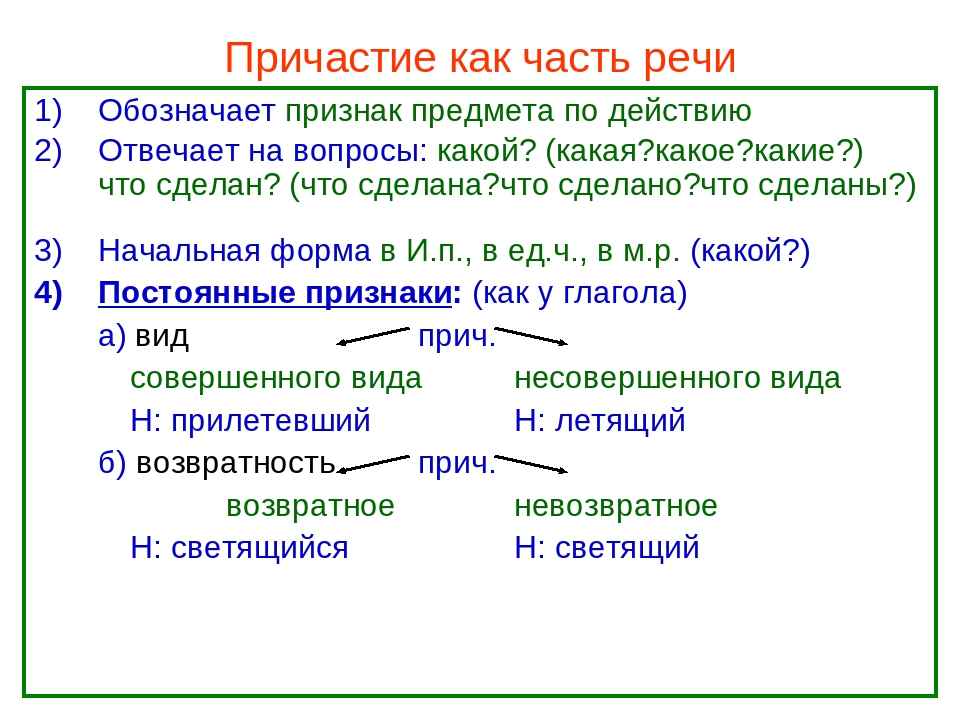 Причастие как часть речи
1) Обозначает признак предмета по действию
2) Отвечает на вопросы: какой? (какая?какое?какие?)
что сделан? (что сделана?что сделано?что сделаны?)
3) Начальная форма в И.п., в ед.ч., в м.р. (какой?)
4) Постоянные признаки: (как у глагола)
а) вид прич.
совершенного вида несовершенного вида
Н: прилетевший Н: летящий
б) возвратность прич.
возвратное невозвратное
Н: светящийся Н: светящий